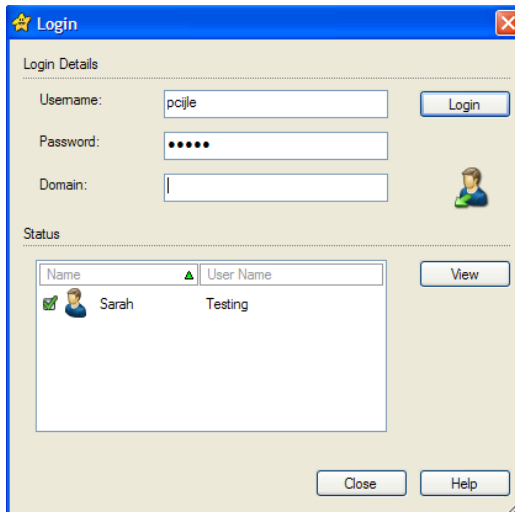 Login
Login Details
Username: pcijle Login
Password: •••••
Domain:
Status
Name User Name View
Sarah Testing
Close Help